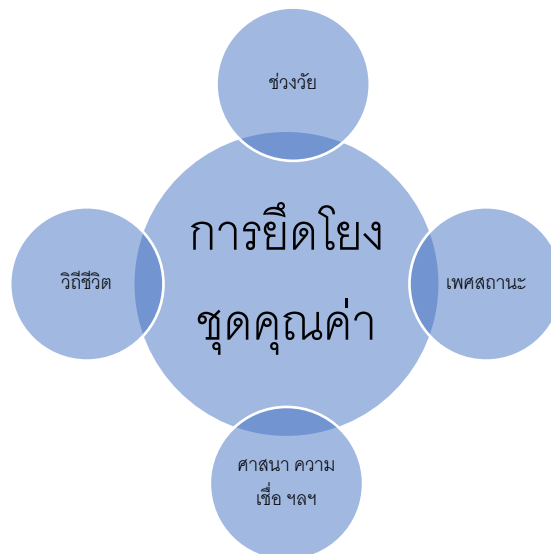 ช่วงวัย
การยึดโยง
ชุดคุณค่า
วิถีชีวิต
เพศสถานะ
ศาสนา ความ
เชื่อ ฯลฯ